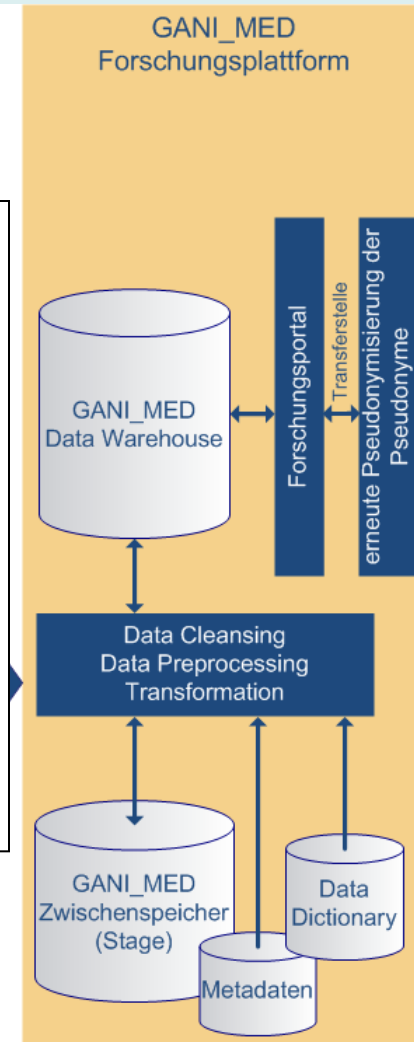 GANI_MED
Forschungsplattform
GANI_MED
Data Warehouse
Forschungsportal
Transferstelle
erneute Pseudonymisierung der
Pseudonyme
Data Cleansing
Data Preprocessing
Transformation
GANI_MED
Zwischenspeicher
(Stage)
Metadaten
Data
Dictionary